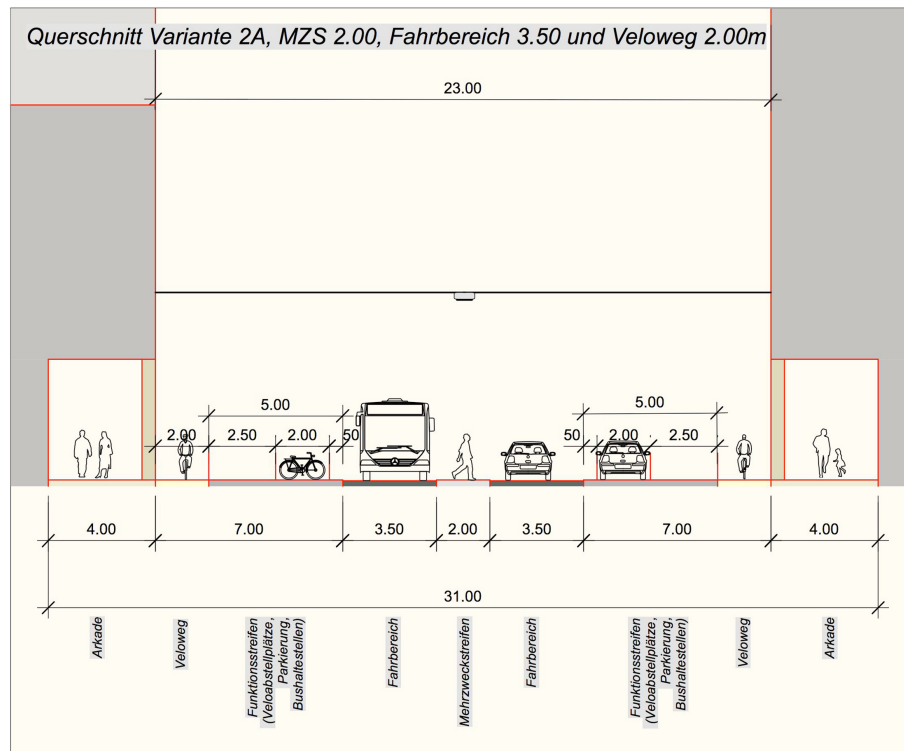 Querschnitt Variante 2A, MZS 2.00, Fahrbereich 3.50 und Veloweg 2.00m
23.00
5.00
5.00
2.00
2.50
2.00
50
50
2.00
2.50
4.00
7.00
3.50
2.00
3.50
7.00
4.00
31.00
Arkade
Veloweg
Funktionsstreifen
(Veloabstellplätze,
Parkierung,
Bushaltestellen)
Fahrbereich
Mehrzweckstreifen
Fahrbereich
Funktionsstreifen
(Veloabstellplätze,
Parkierung,
Bushaltestellen)
Veloweg
Arkade